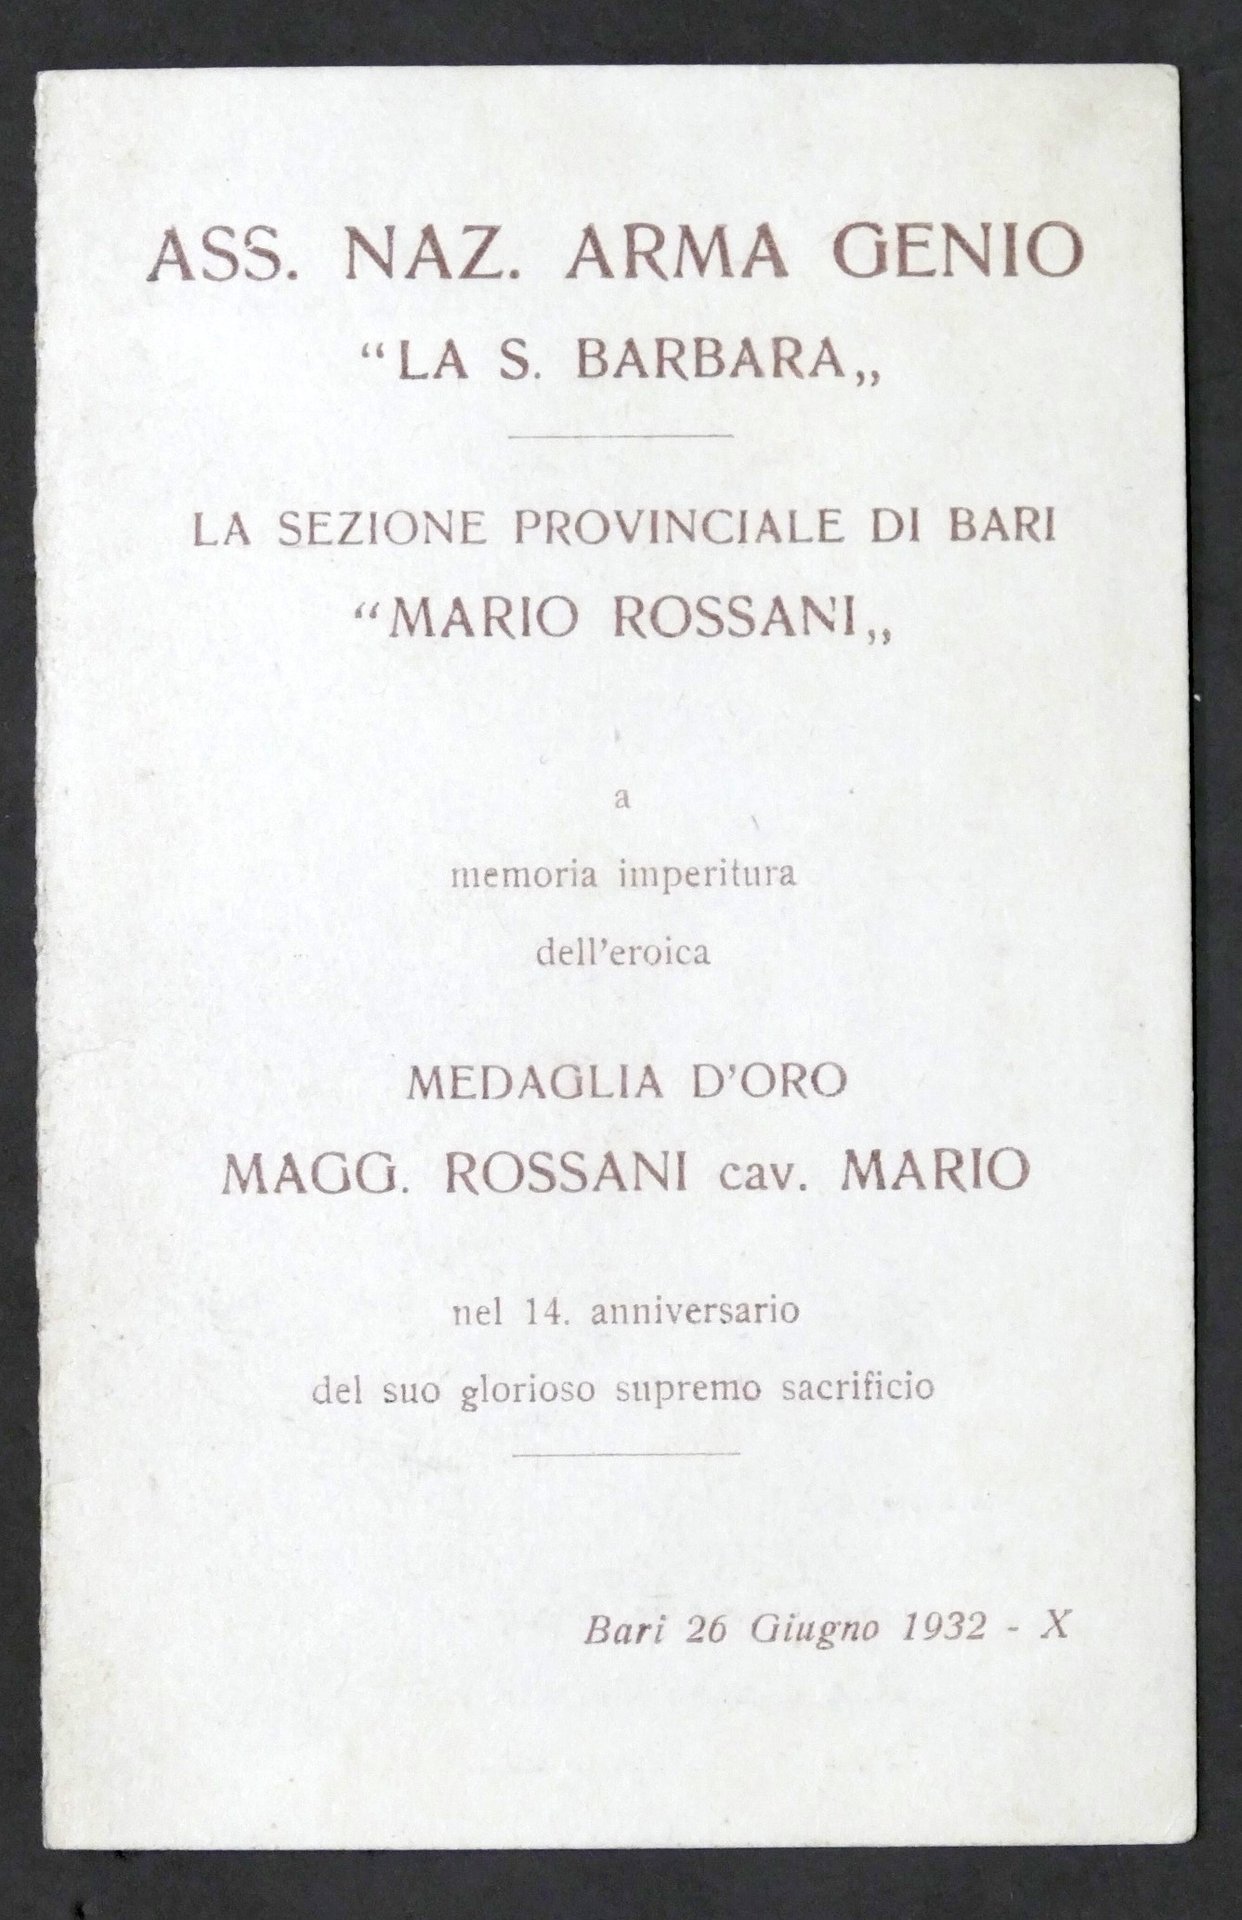 ASS. NAZ. ARMA GENIO
“LA S. BARBARA„
LA SEZIONE PROVINCIALE DI BARI
“MARIO ROSSANI„
a
memoria imperitura
dell’eroica
MEDAGLIA D’ORO
MAGG. ROSSANI cav. MARIO
nel 14. anniversario
del suo glorioso supremo sacrificio
Bari 26 Giugno 1932 - X